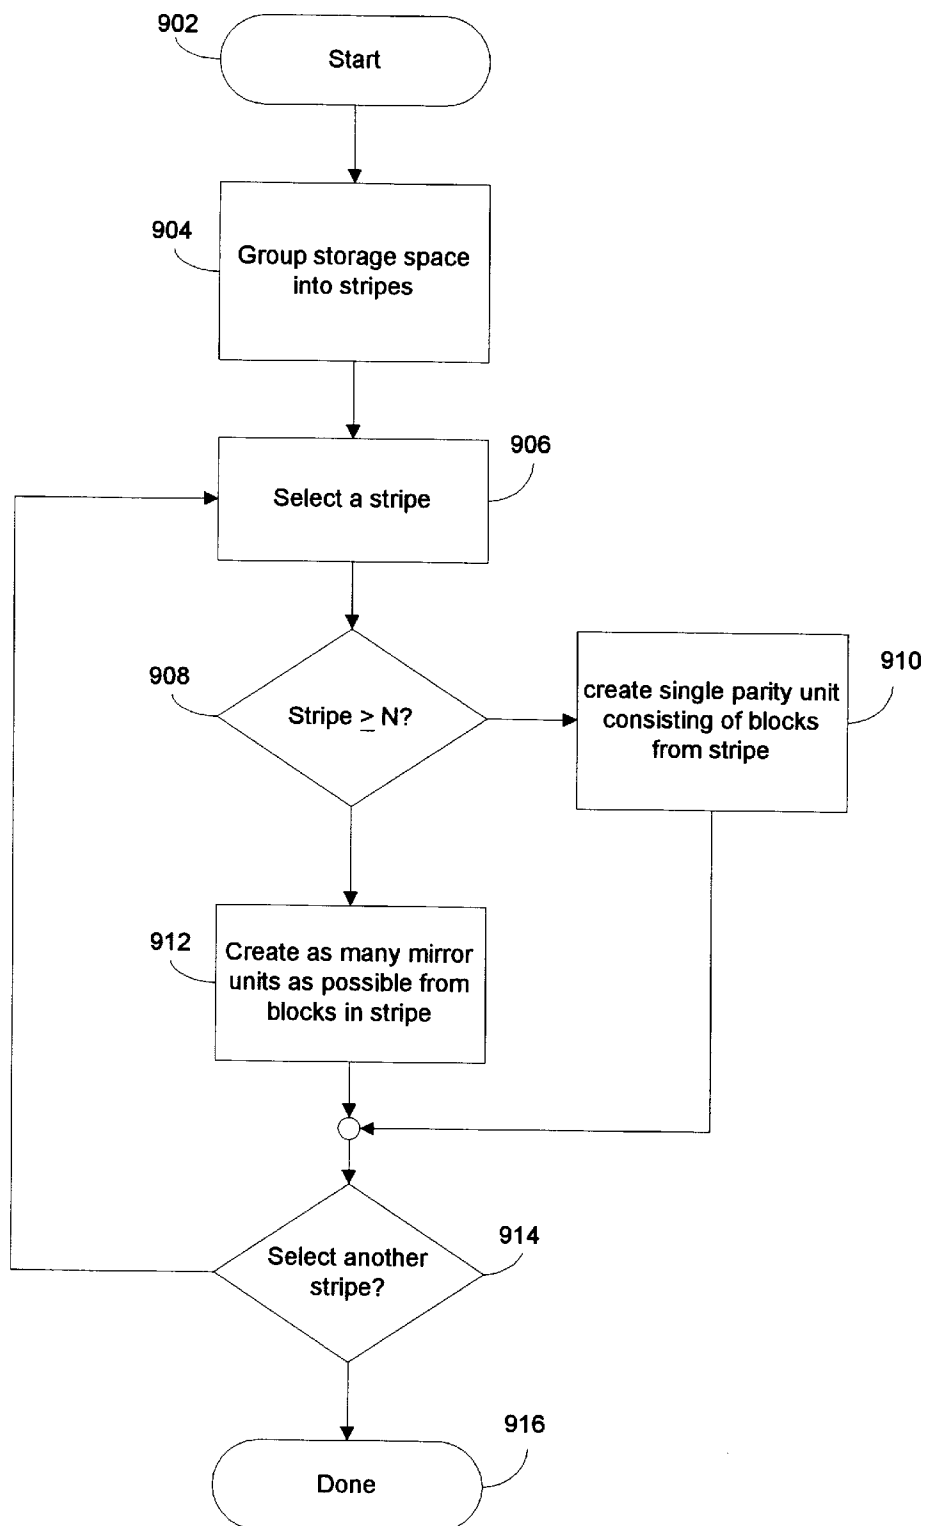 902
Start
904
Group storage space
into stripes
906
Select a stripe
908
Stripe ≥ N?
910
create single parity unit
consisting of blocks
from stripe
912
Create as many mirror
units as possible from
blocks in stripe
914
Select another
stripe?
916
Done